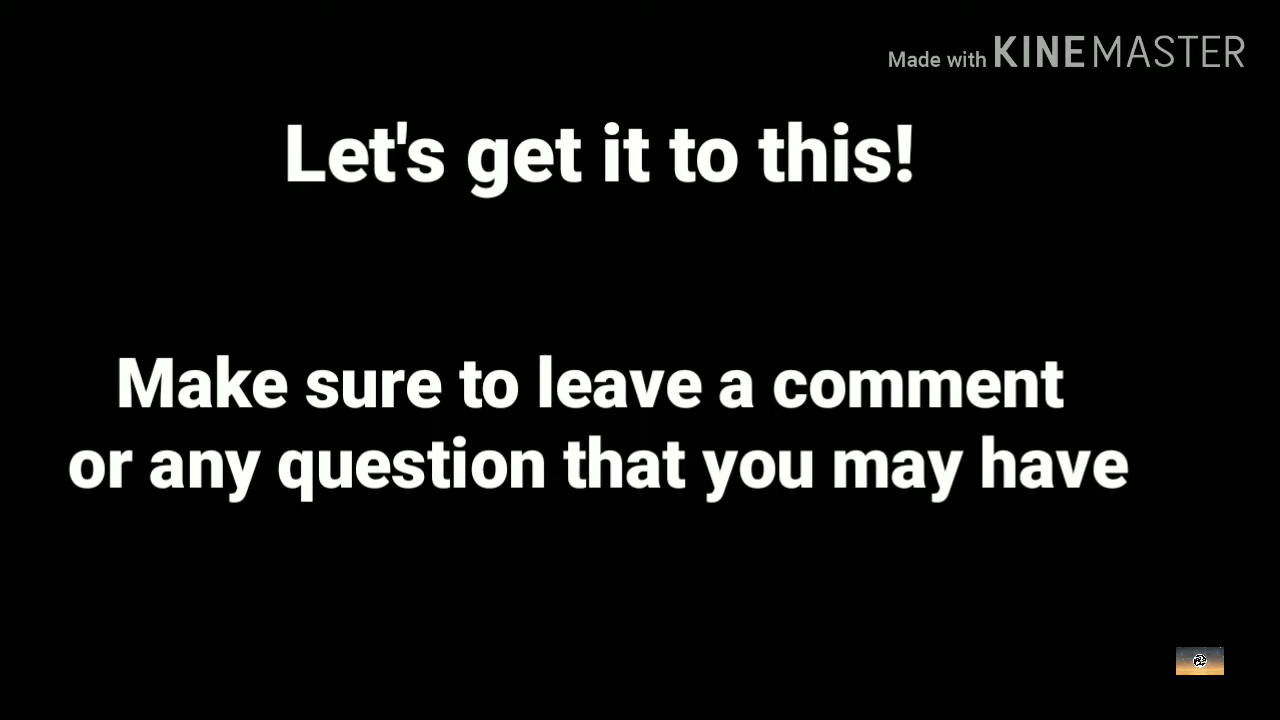 Made with KINEMASTER
Let's get it to this!
Make sure to leave a comment
or any question that you may have